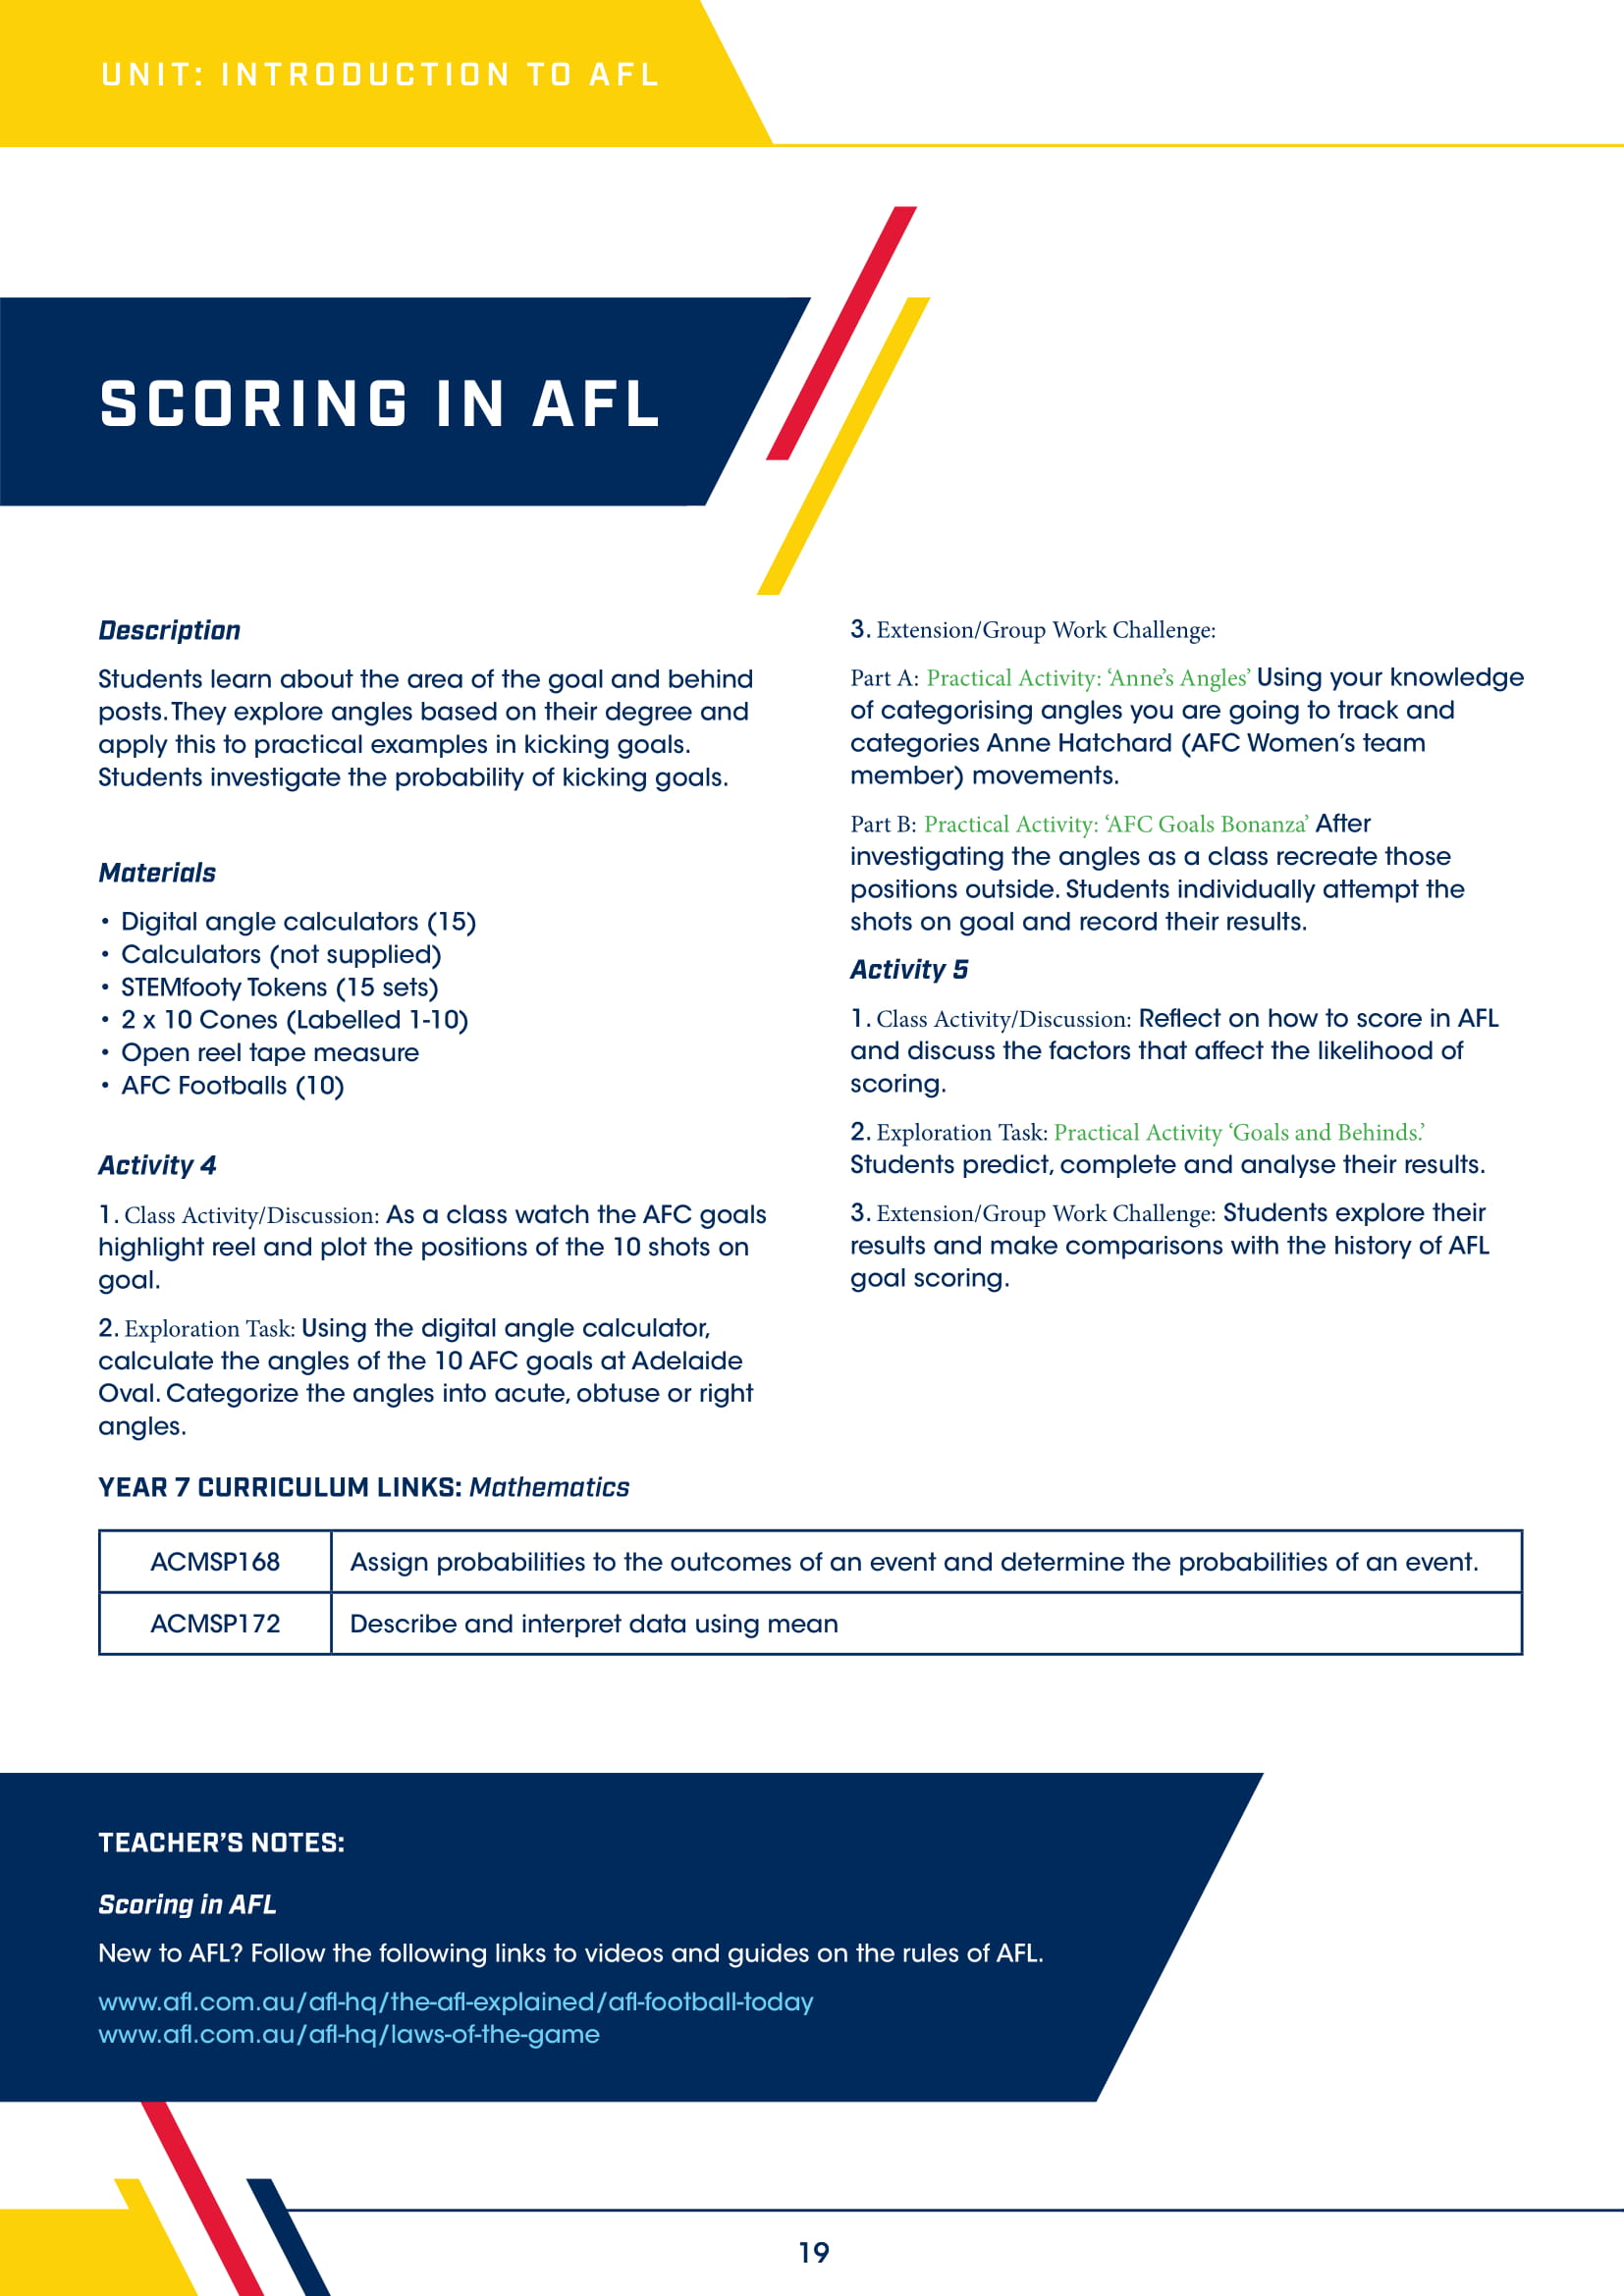 UNIT: INTRODUCTION TO AFL
SCORING IN AFL
Description
Students learn about the area of the goal and behind
posts. They explore angles based on their degree and
apply this to practical examples in kicking goals.
Students investigate the probability of kicking goals.
Materials
• Digital angle calculators (15)
• Calculators (not supplied)
• STEMfooty Tokens (15 sets)
• 2 x 10 Cones (Labelled 1-10)
• Open reel tape measure
• AFC Footballs (10)
Activity 4
1. Class Activity/Discussion: As a class watch the AFC goals
highlight reel and plot the positions of the 10 shots on
goal.
2. Exploration Task: Using the digital angle calculator,
calculate the angles of the 10 AFC goals at Adelaide
Oval. Categorize the angles into acute, obtuse or right
angles.
3. Extension/Group Work Challenge:
Part A: Practical Activity: ‘Anne’s Angles’ Using your knowledge
of categorising angles you are going to track and
categories Anne Hatchard (AFC Women’s team
member) movements.
Part B: Practical Activity: ‘AFC Goals Bonanza’ After
investigating the angles as a class recreate those
positions outside. Students individually attempt the
shots on goal and record their results.
Activity 5
1. Class Activity/Discussion: Reflect on how to score in AFL
and discuss the factors that affect the likelihood of
scoring.
2. Exploration Task: Practical Activity ‘Goals and Behinds.’
Students predict, complete and analyse their results.
3. Extension/Group Work Challenge: Students explore their
results and make comparisons with the history of AFL
goal scoring.
YEAR 7 CURRICULUM LINKS: Mathematics
ACMSP168 Assign probabilities to the outcomes of an event and determine the probabilities of an event.
ACMSP172 Describe and interpret data using mean
TEACHER’S NOTES:
Scoring in AFL
New to AFL? Follow the following links to videos and guides on the rules of AFL.
www.afl.com.au/afl-hq/the-afl-explained/afl-football-today
www.afl.com.au/afl-hq/laws-of-the-game
19